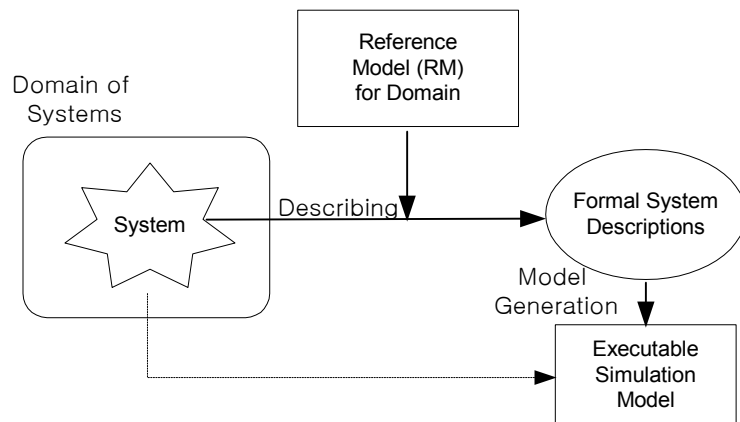 Reference
Model (RM)
for Domain
Domain of
Systems
System
Describing
Formal System
Descriptions
Model
Generation
Executable
Simulation
Model